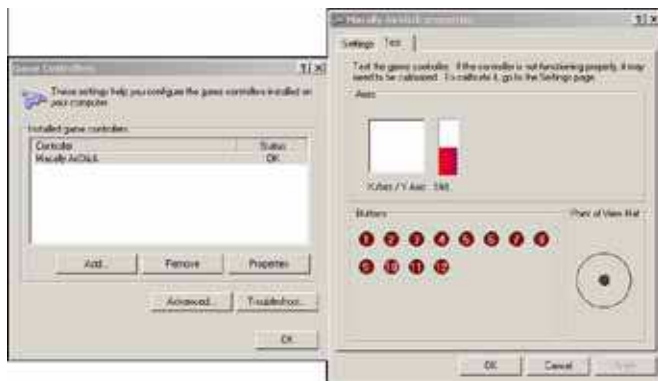 Game Controllers
These settings help you configure the game controllers installed on
your computer.
Installed game controllers
Controller Status
Macally AirStick OK
Add... Remove Properties
Advanced... Troubleshoot...
OK
Macally AirStick properties
Settings Test
Test the game controller. If the controller is not functioning properly, it may
need to be calibrated. To calibrate it, go to the Settings page.
Axes
X Axis / Y Axis
Buttons Point of View Hat
1 2 3 4 5 6 7 8
9 10 11 12
OK Cancel Apply